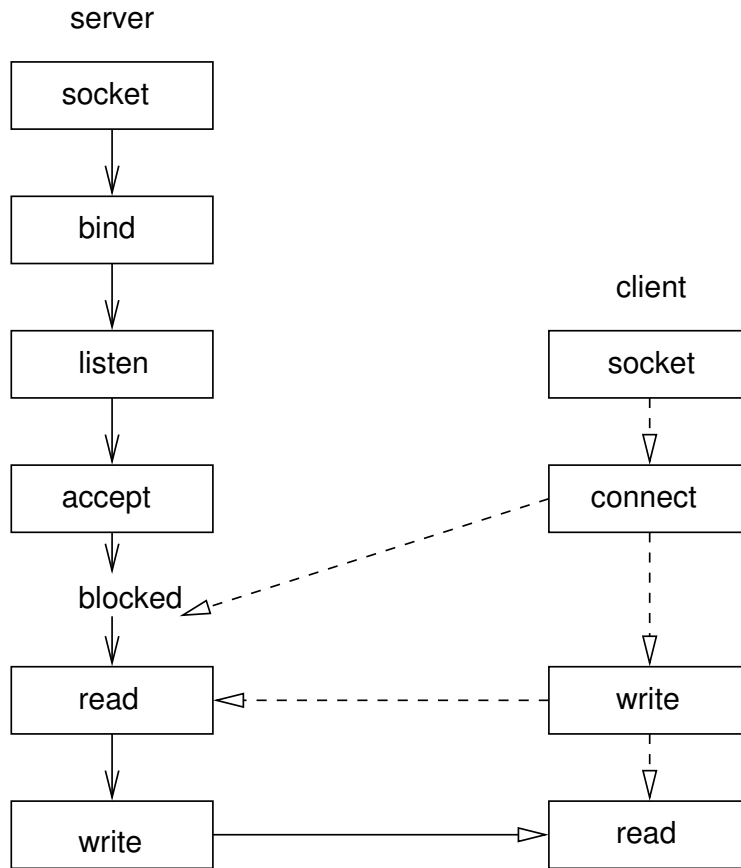 server
socket
bind
listen
accept
blocked
read
write
client
socket
connect
write
read